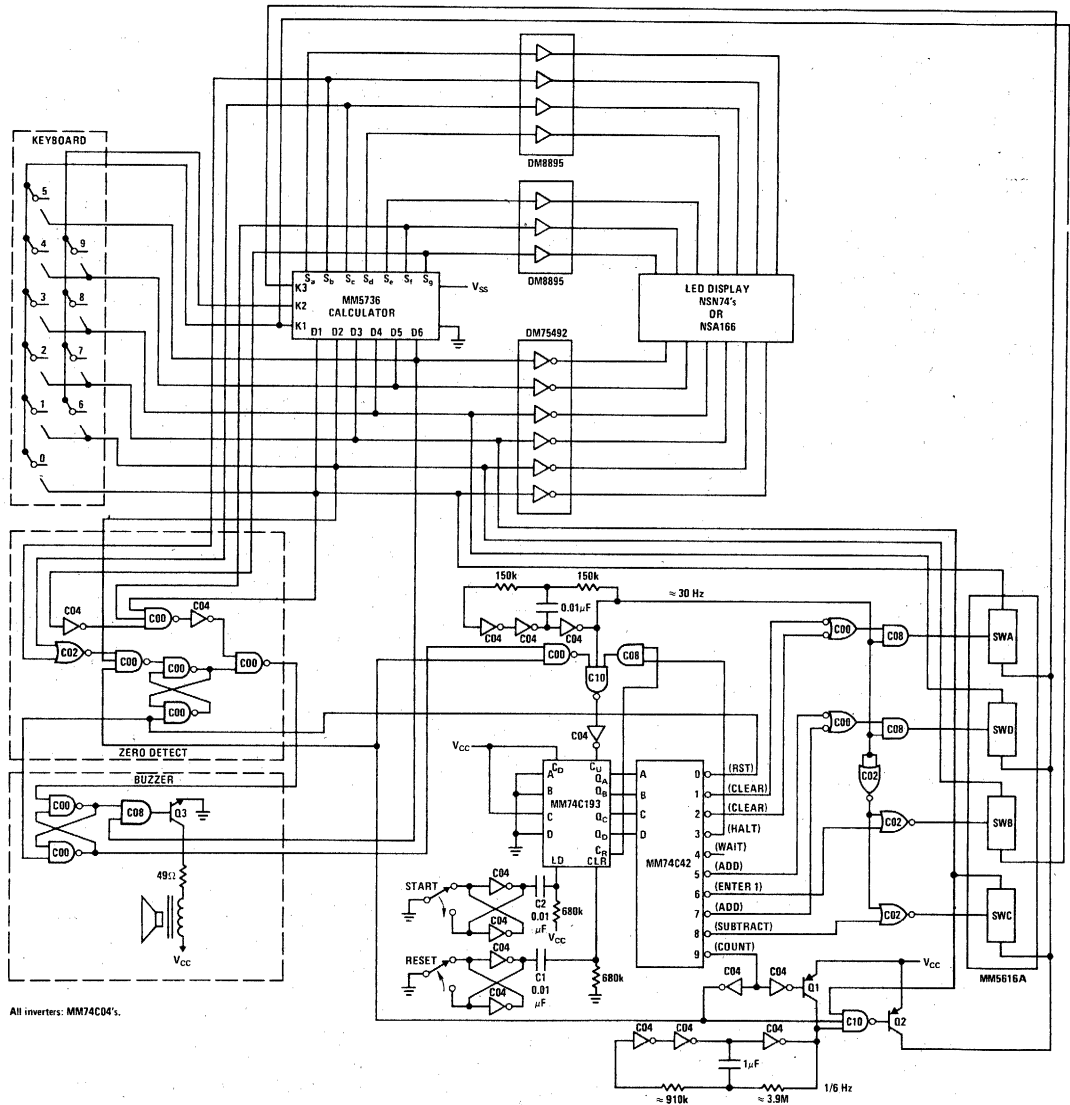 DM8895
KEYBOARD
5
4
9
3
8
2
7
1
6
0
DM8895
Sa Sb Sc Sd Se Sf Sg
K3
K2
K1
MM5736
CALCULATOR
D1 D2 D3 D4 D5 D6
VSS
LED DISPLAY
NSN74's
OR
NSA166
DM75492
150k
150k
0.01μF
≈ 30 Hz
C04
C04
C04
C04
C04
C00
C02
C00
C00
C00
C00
ZERO DETECT
C00
C10
C08
C04
C00
C08
SWA
C00
C08
SWD
C02
C02
SWB
C02
SWC
MM5616A
BUZZER
C00
C00
C08
Q3
49Ω
VCC
VCC
CD
CU
A
B
C
D
QA
QB
QC
QD
CR
MM74C193
LD
CLR
A
B
C
D
MM74C42
0 (RST)
1 (CLEAR)
2 (CLEAR)
3 (HALT)
4 (WAIT)
5 (ADD)
6 (ENTER 1)
7 (ADD)
8 (SUBTRACT)
9 (COUNT)
START
C04
C04
C2
0.01
μF
680k
VCC
RESET
C04
C04
C1
0.01
μF
680k
C04
C04
Q1
VCC
C10
Q2
C04
C04
C04
1μF
≈ 910k
≈ 3.9M
1/6 Hz
All inverters: MM74C04's.